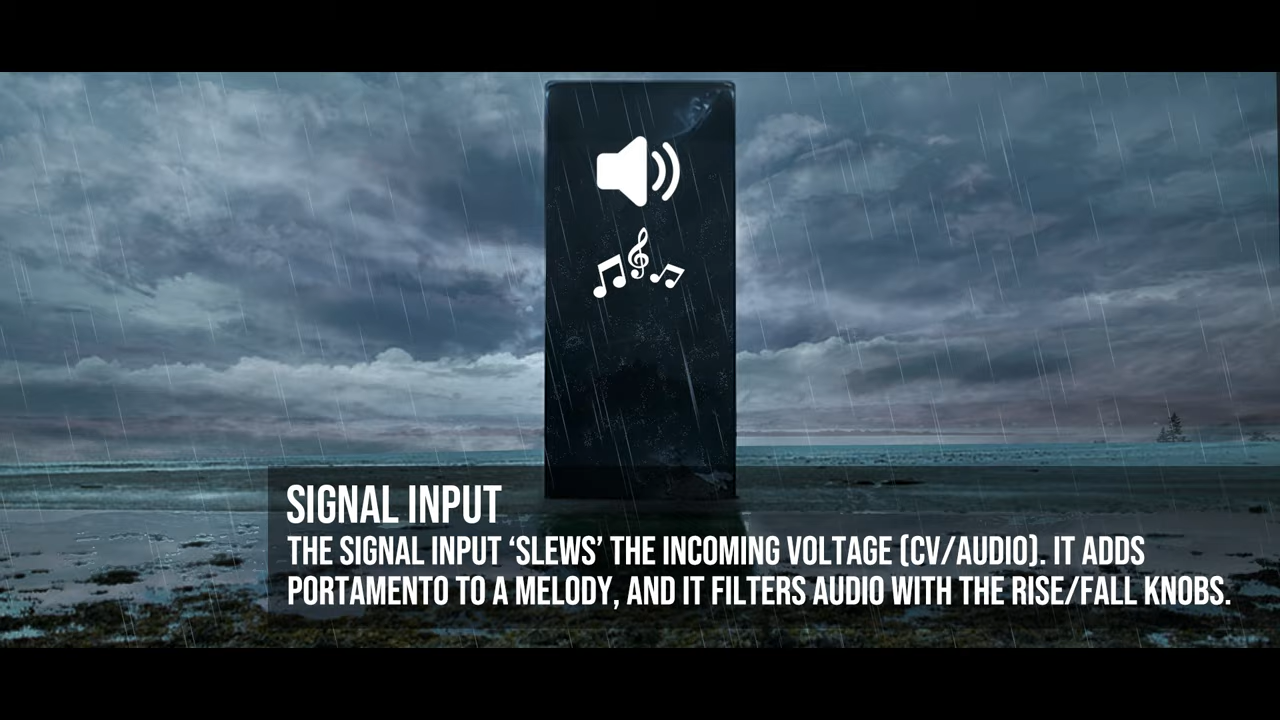 SIGNAL INPUT
THE SIGNAL INPUT ‘SLEWS’ THE INCOMING VOLTAGE (CV/AUDIO). IT ADDS
PORTAMENTO TO A MELODY, AND IT FILTERS AUDIO WITH THE RISE/FALL KNOBS.